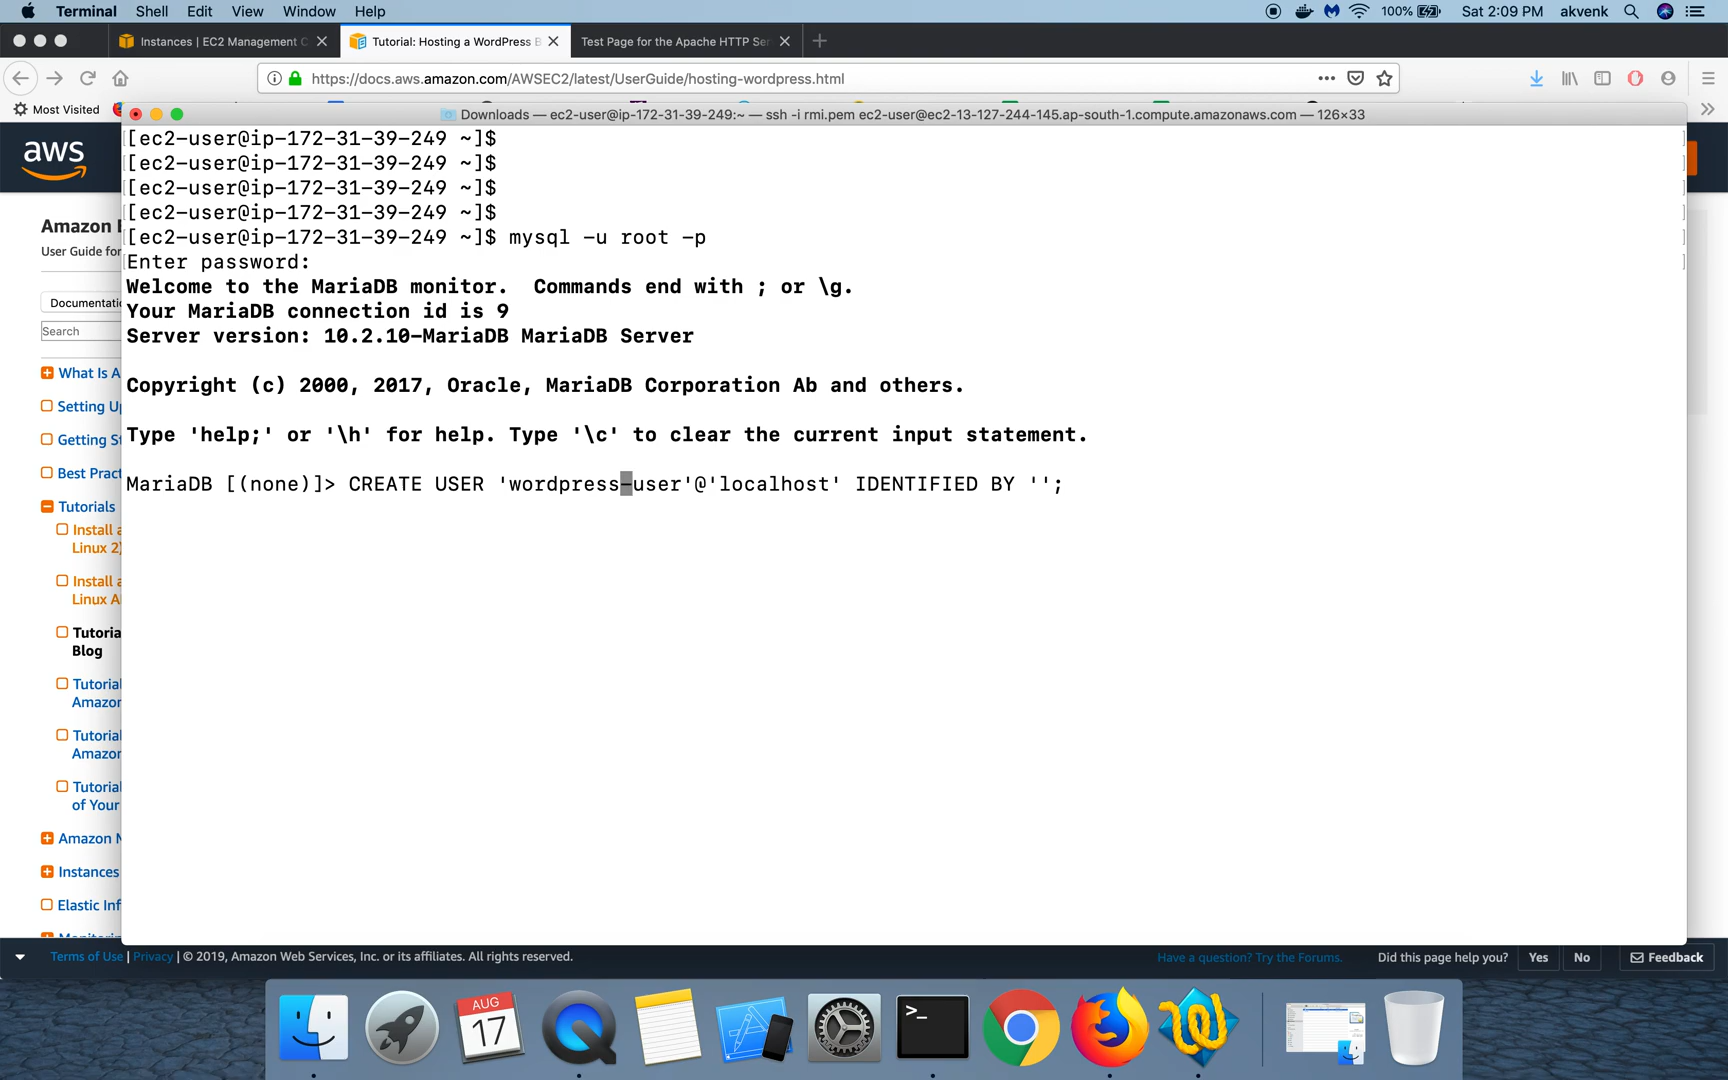 Terminal Shell Edit View Window Help 100% Sat 2:09 PM akvenk
Instances | EC2 Management C
Tutorial: Hosting a WordPress B
Test Page for the Apache HTTP Ser
https://docs.aws.amazon.com/AWSEC2/latest/UserGuide/hosting-wordpress.html
Most Visited
Downloads — ec2-user@ip-172-31-39-249:~ — ssh -i rmi.pem ec2-user@ec2-13-127-244-145.ap-south-1.compute.amazonaws.com — 126×33
aws
[ec2-user@ip-172-31-39-249 ~]$
[ec2-user@ip-172-31-39-249 ~]$
[ec2-user@ip-172-31-39-249 ~]$
[ec2-user@ip-172-31-39-249 ~]$
[ec2-user@ip-172-31-39-249 ~]$ mysql -u root -p
Enter password:
Welcome to the MariaDB monitor.  Commands end with ; or \g.
Your MariaDB connection id is 9
Server version: 10.2.10-MariaDB MariaDB Server
Copyright (c) 2000, 2017, Oracle, MariaDB Corporation Ab and others.
Type 'help;' or '\h' for help. Type '\c' to clear the current input statement.
MariaDB [(none)]> CREATE USER 'wordpress-user'@'localhost' IDENTIFIED BY '';
Amazon
User Guide for
Documentatio
Search
What Is A
Setting Up
Getting St
Best Pract
Tutorials
Install a
Linux 2)
Install a
Linux A
Tutoria
Blog
Tutorial
Amazon
Tutorial
Amazon
Tutorial
of Your
Amazon M
Instances
Elastic Inf
Monitorin
Terms of Use | Privacy | © 2019, Amazon Web Services, Inc. or its affiliates. All rights reserved.
Have a question? Try the Forums.
Did this page help you? Yes No Feedback
AUG
17
>_